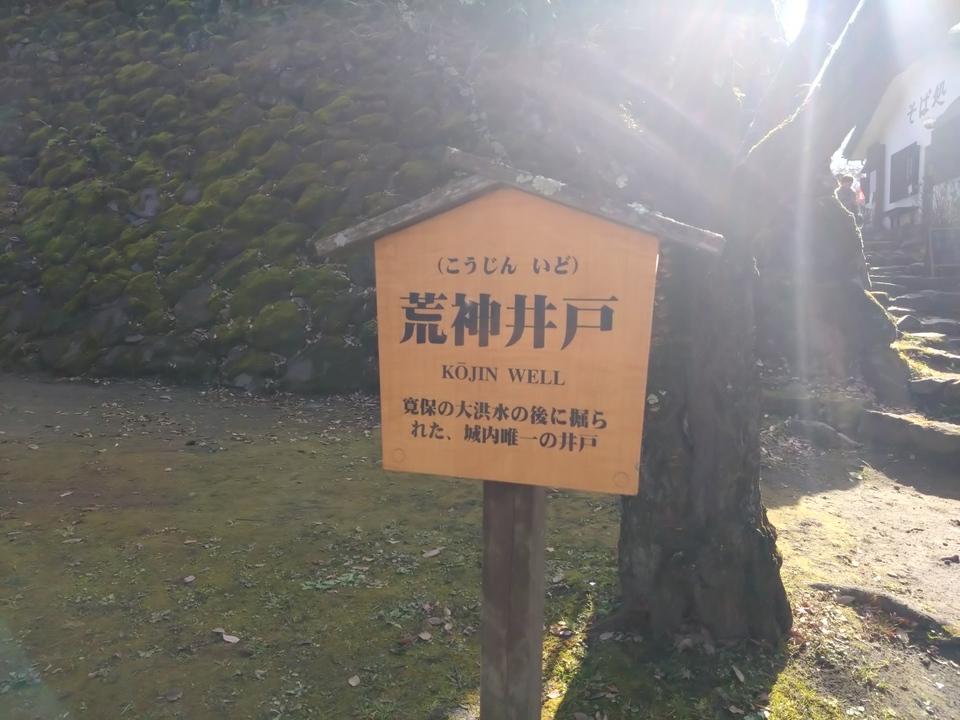 （こうじん いど）
荒神井戸
KŌJIN WELL
寛保の大洪水の後に掘ら
れた、城内唯一の井戸
そば処